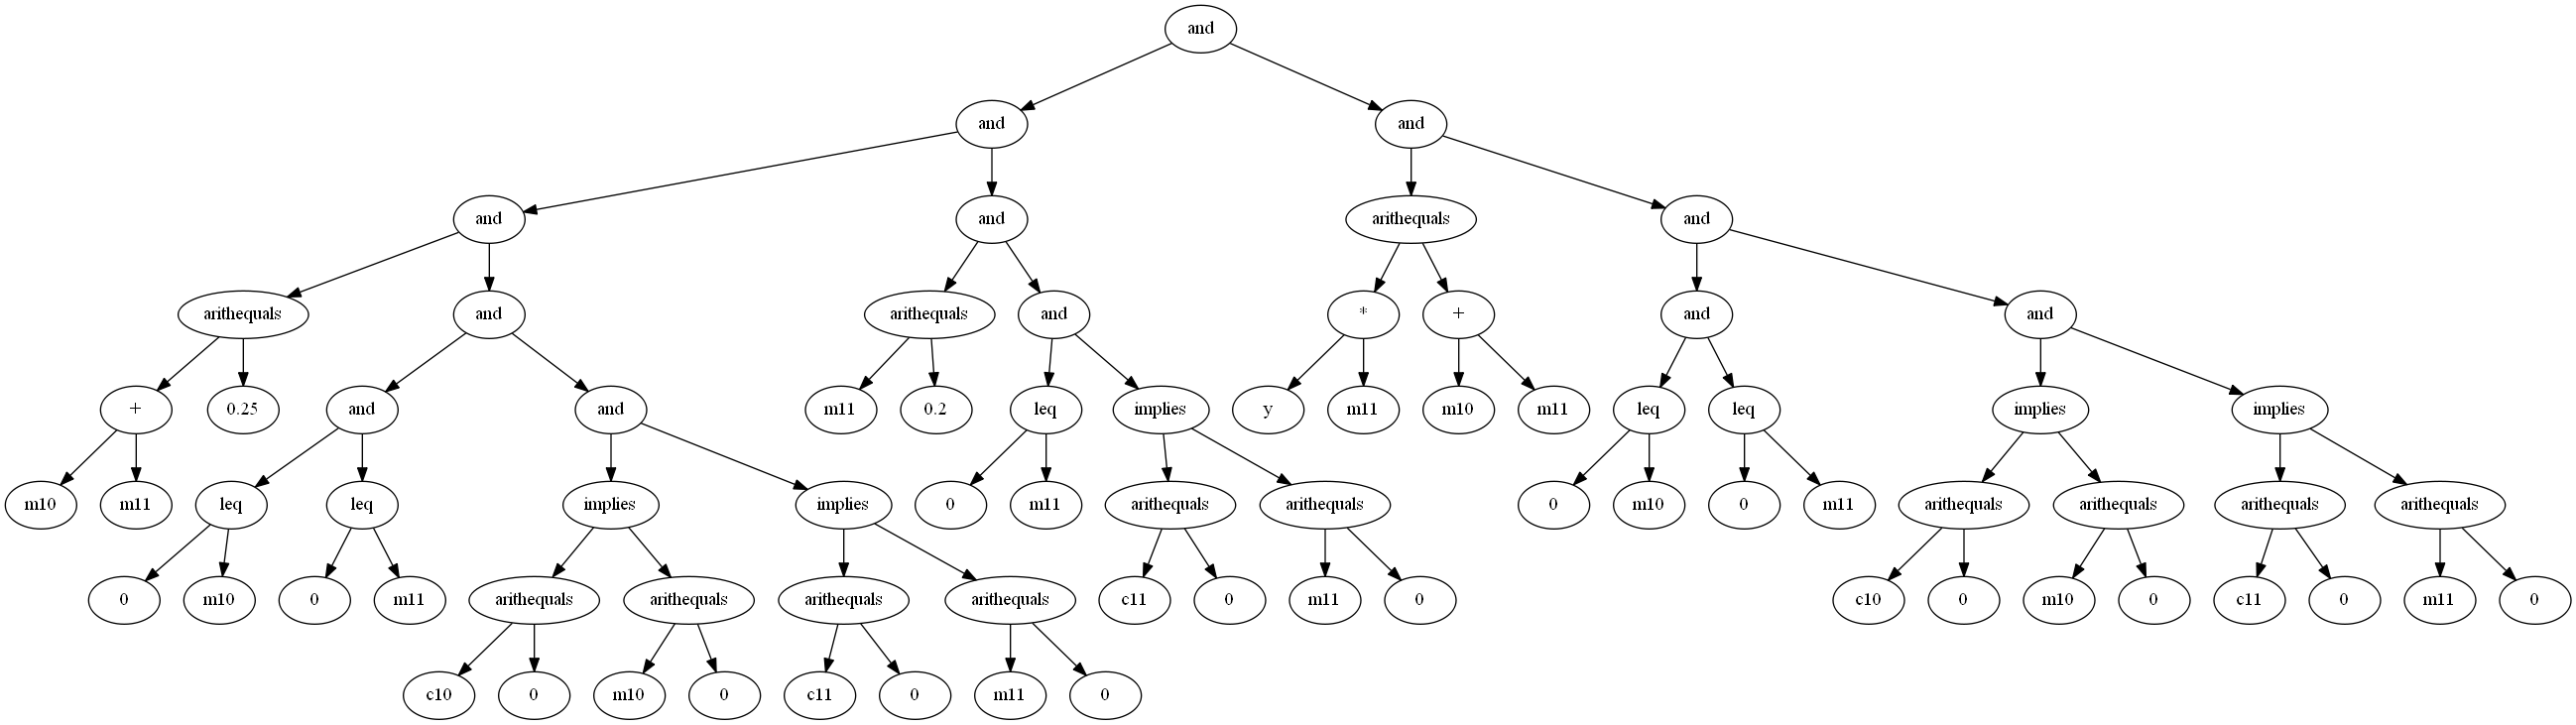 and
and and
and and arithequals and
arithequals and arithequals and * + and and
+ 0.25 and and m11 0.2 leq implies y m11 m10 m11 leq leq implies implies
m10 m11 leq leq implies implies 0 m11 arithequals arithequals 0 m10 0 m11 arithequals arithequals arithequals arithequals
0 m10 0 m11 arithequals arithequals arithequals arithequals c11 0 m11 0 c10 0 m10 0 c11 0 m11 0
c10 0 m10 0 c11 0 m11 0